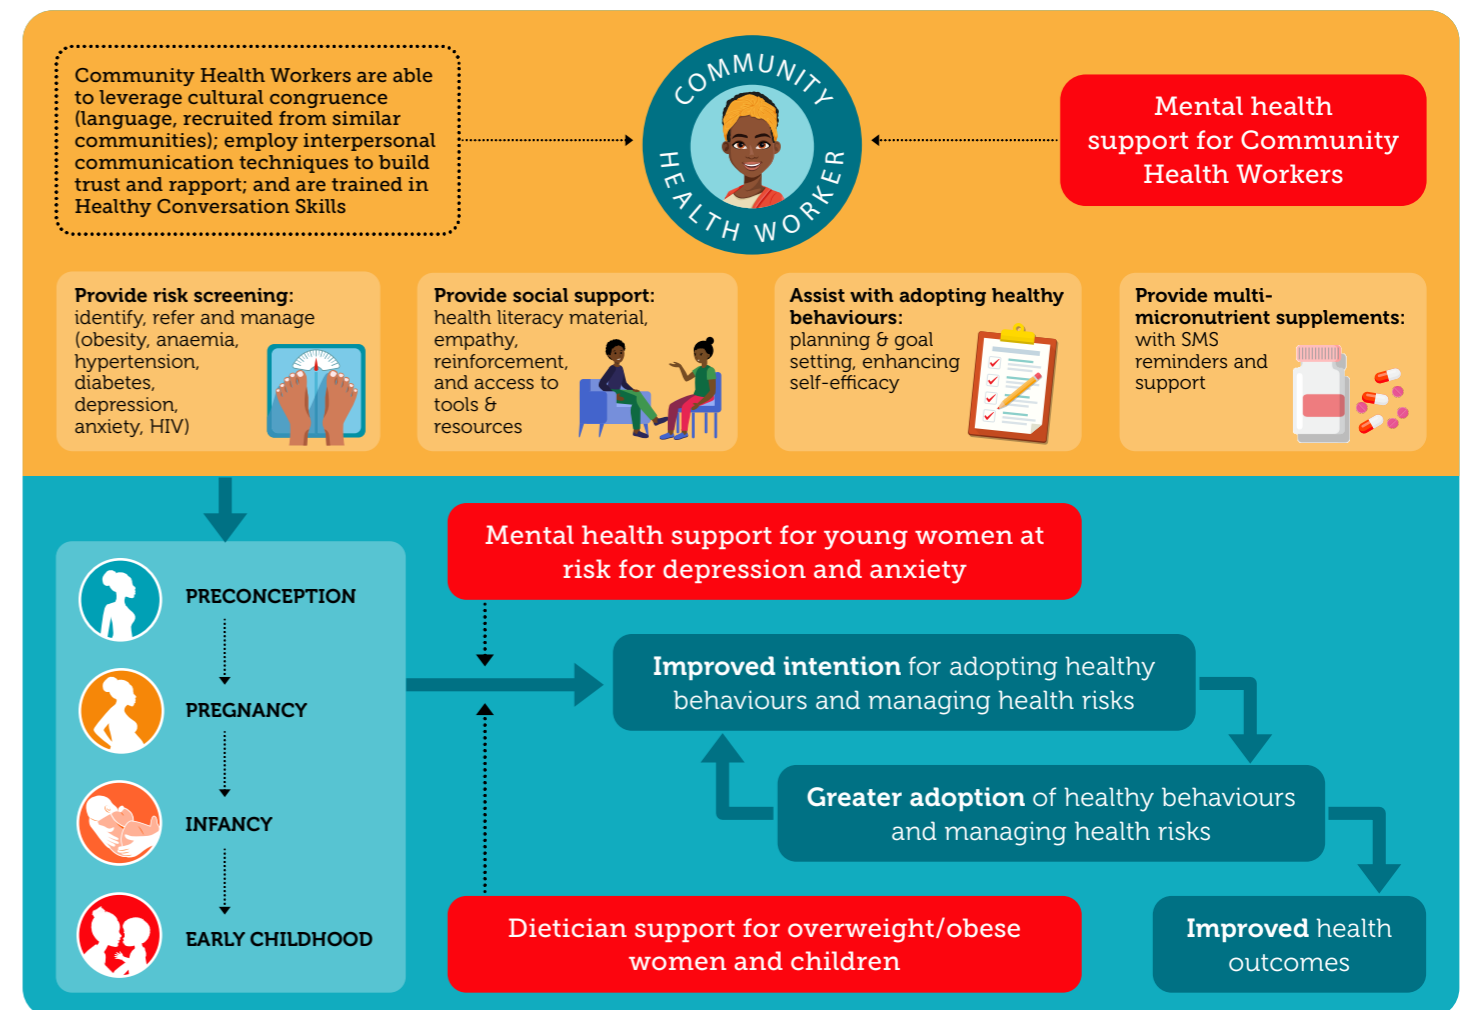 Community Health Workers are able
to leverage cultural congruence
(language, recruited from similar
communities); employ interpersonal
communication techniques to build
trust and rapport; and are trained in
Healthy Conversation Skills
COMMUNITY
HEALTH WORKER
Mental health
support for Community
Health Workers
Provide risk screening:
identify, refer and manage
(obesity, anaemia,
hypertension,
diabetes,
depression,
anxiety, HIV)
Provide social support:
health literacy material,
empathy,
reinforcement,
and access to
tools &
resources
Assist with adopting healthy
behaviours:
planning & goal
setting, enhancing
self-efficacy
Provide multi-
micronutrient supplements:
with SMS
reminders and
support
PRECONCEPTION
PREGNANCY
INFANCY
EARLY CHILDHOOD
Mental health support for young women at
risk for depression and anxiety
Improved intention for adopting healthy
behaviours and managing health risks
Greater adoption of healthy behaviours
and managing health risks
Dietician support for overweight/obese
women and children
Improved health
outcomes